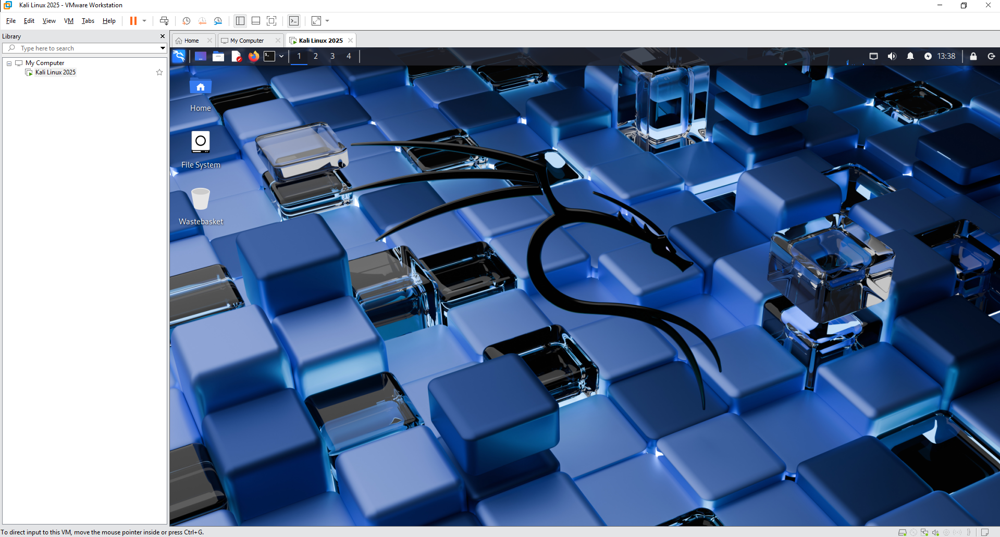 Kali Linux 2025 - VMware Workstation
File Edit View VM Tabs Help
Library
Type here to search
My Computer
Kali Linux 2025
Home My Computer Kali Linux 2025
1 2 3 4 13:38
Home
File System
Wastebasket
To direct input to this VM, move the mouse pointer inside or press Ctrl+G.